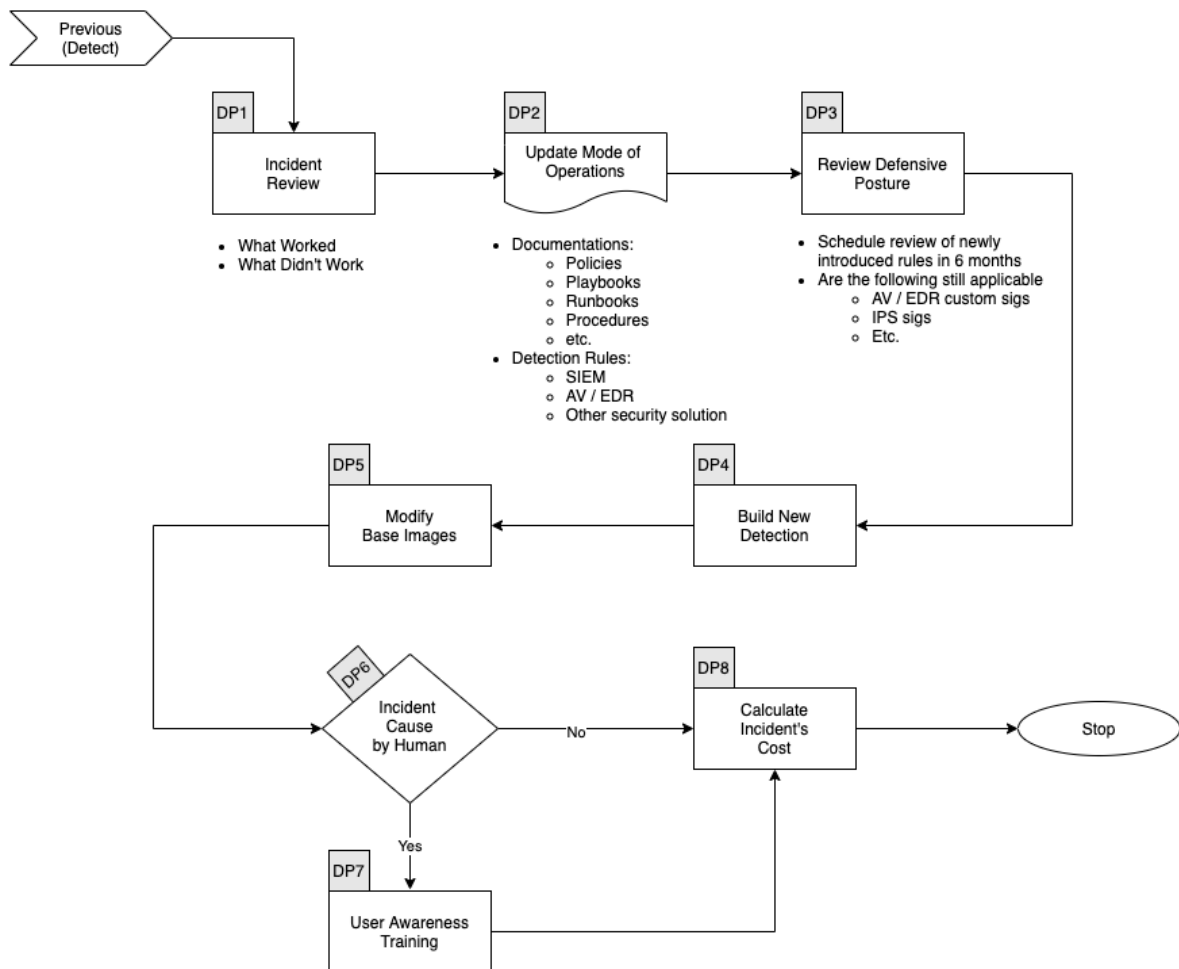 Previous
(Detect)
DP1
Incident
Review
• What Worked
• What Didn't Work
DP2
Update Mode of
Operations
• Documentations:
○ Policies
○ Playbooks
○ Runbooks
○ Procedures
○ etc.
• Detection Rules:
○ SIEM
○ AV / EDR
○ Other security solution
DP3
Review Defensive
Posture
• Schedule review of newly
introduced rules in 6 months
• Are the following still applicable
○ AV / EDR custom sigs
○ IPS sigs
○ Etc.
DP4
Build New
Detection
DP5
Modify
Base Images
DP6
Incident
Cause
by Human
No
Yes
DP7
User Awareness
Training
DP8
Calculate
Incident's
Cost
Stop